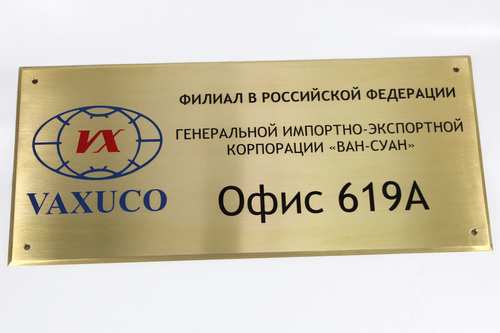 ФИЛИАЛ В РОССИЙСКОЙ ФЕДЕРАЦИИ
ГЕНЕРАЛЬНОЙ ИМПОРТНО-ЭКСПОРТНОЙ
КОРПОРАЦИИ «ВАН-СУАН»
VX
VAXUCO
Офис 619А